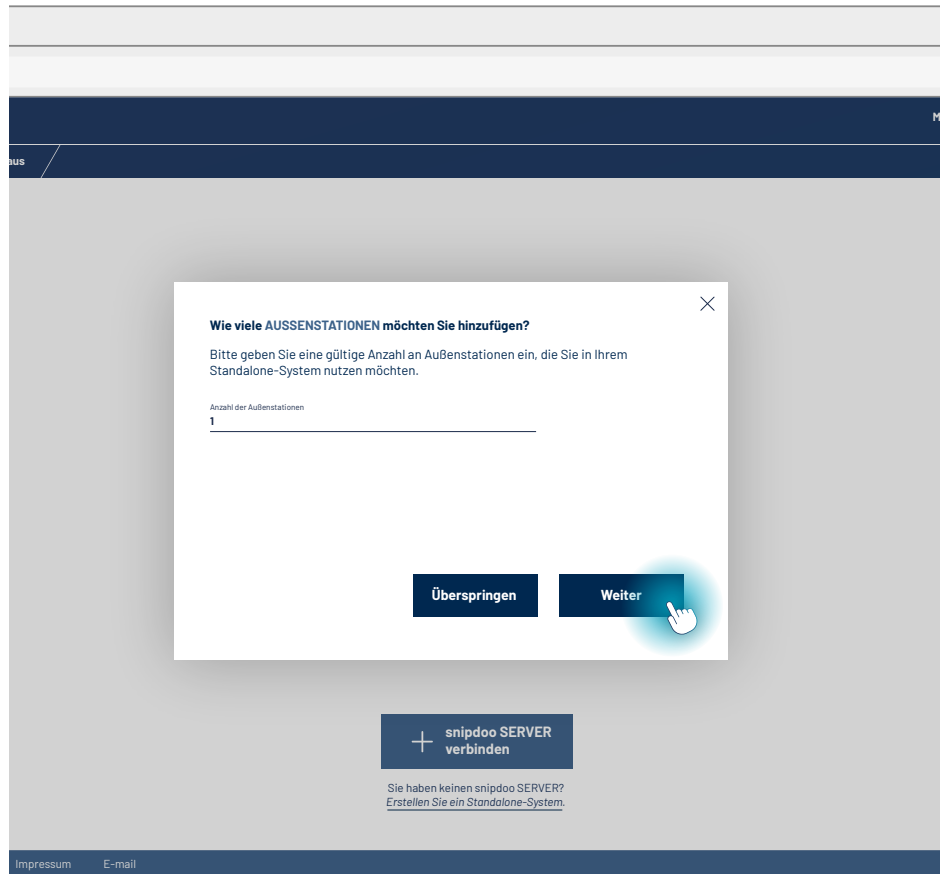 Wie viele AUSSENSTATIONEN möchten Sie hinzufügen?
Bitte geben Sie eine gültige Anzahl an Außenstationen ein, die Sie in Ihrem
Standalone-System nutzen möchten.
Anzahl der Außenstationen
1
Überspringen
Weiter
snipdoo SERVER
verbinden
Sie haben keinen snipdoo SERVER?
Erstellen Sie ein Standalone-System.
Impressum E-mail